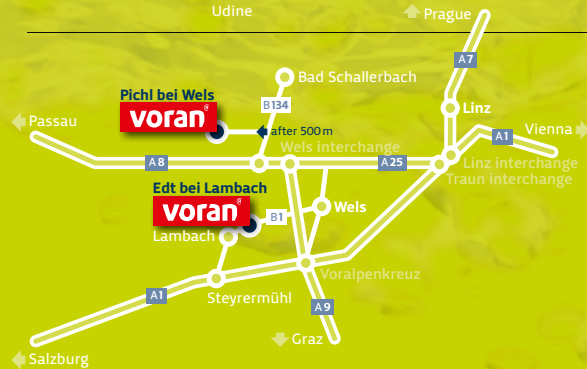 Udine
Prague
A7
Bad Schallerbach
Pichl bei Wels
B134
voran®
Linz
Passau
after 500 m
A1
Vienna
Wels interchange
A8
A25
Linz interchange
Traun interchange
Edt bei Lambach
voran®
B1
Wels
Lambach
Voralpenkreuz
A1
Steyrermühl
A9
Graz
Salzburg